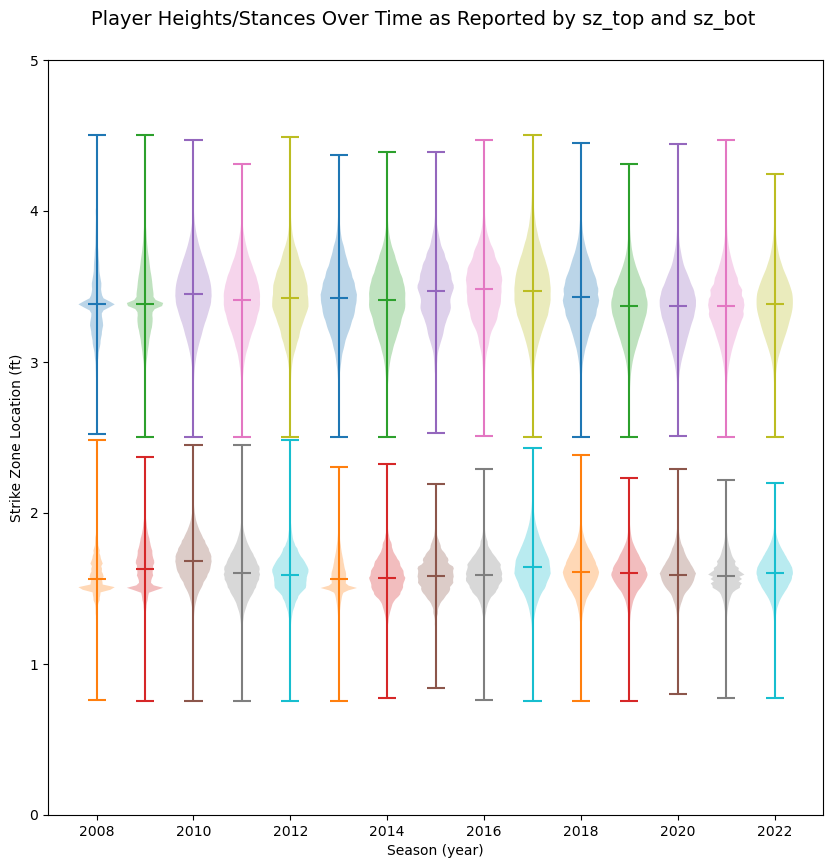 Player Heights/Stances Over Time as Reported by sz_top and sz_bot
5
4
3
2
1
0
Strike Zone Location (ft)
2008 2010 2012 2014 2016 2018 2020 2022
Season (year)